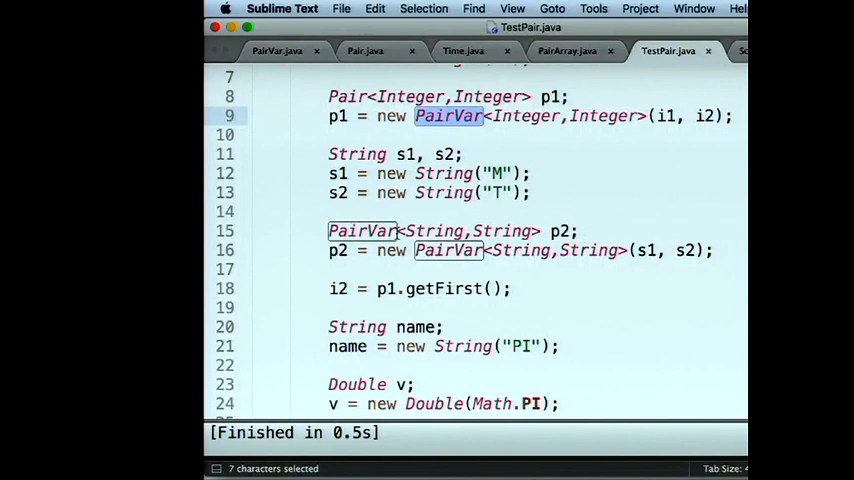 Sublime Text File Edit Selection Find View Goto Tools Project Window
TestPair.java
PairVar.java × Pair.java × Time.java × PairArray.java × TestPair.java ×
7
8 Pair<Integer,Integer> p1;
9 p1 = new PairVar<Integer,Integer>(i1, i2);
10
11 String s1, s2;
12 s1 = new String("M");
13 s2 = new String("T");
14
15 PairVar<String,String> p2;
16 p2 = new PairVar<String,String>(s1, s2);
17
18 i2 = p1.getFirst();
19
20 String name;
21 name = new String("PI");
22
23 Double v;
24 v = new Double(Math.PI);
[Finished in 0.5s]
7 characters selected Tab Size: